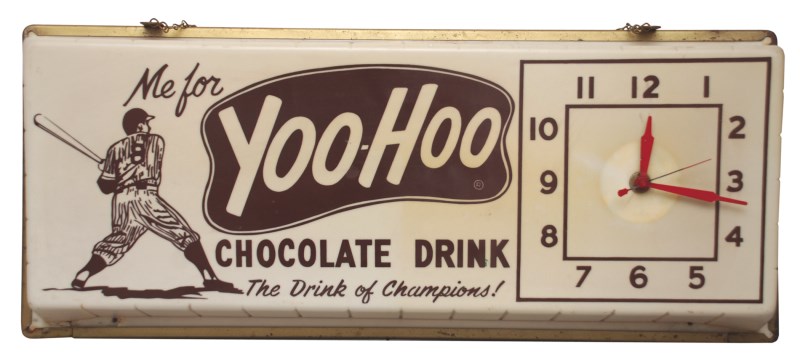 Me for
YOO-HOO
®
CHOCOLATE DRINK
The Drink of Champions!
8
11 12 1
10 2
9 3
8 4
7 6 5